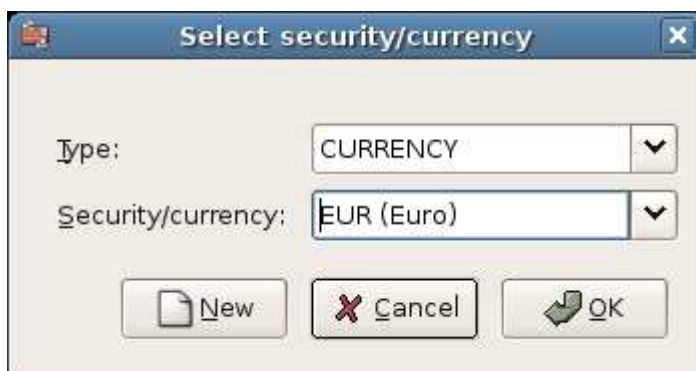 Select security/currency
Type: CURRENCY
Security/currency: EUR (Euro)
New Cancel OK